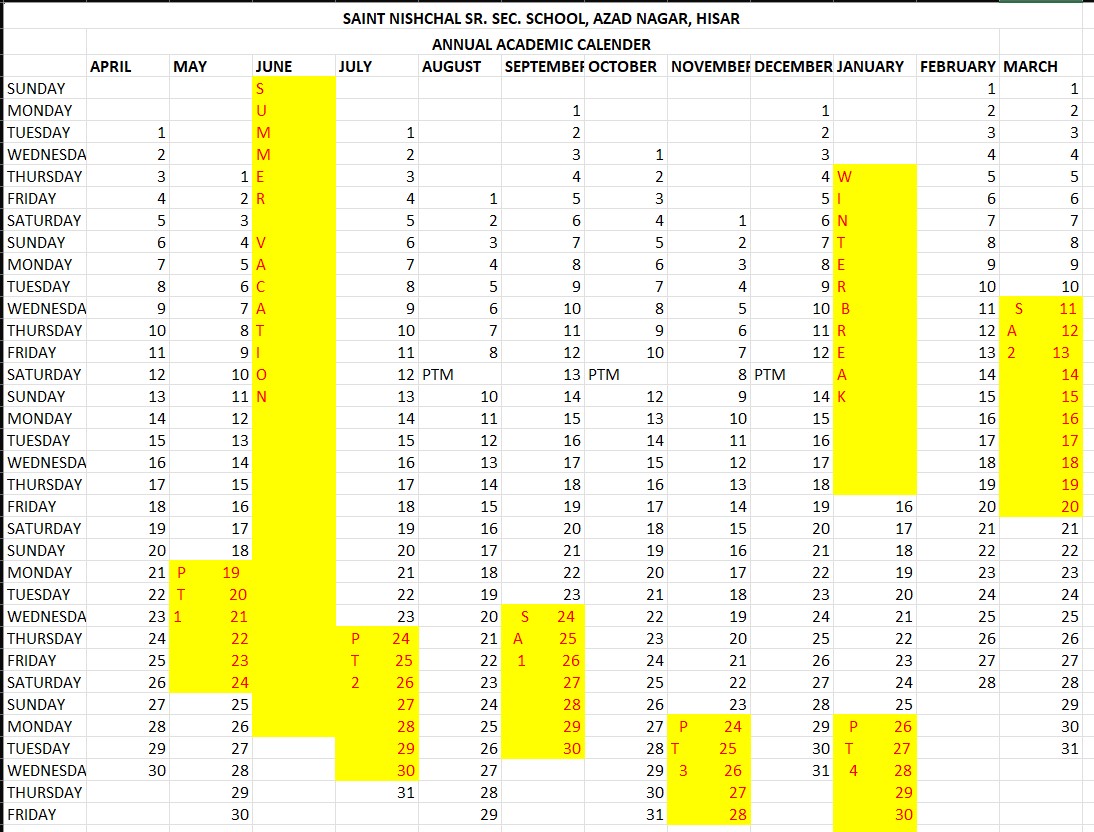 SAINT NISHCHAL SR. SEC. SCHOOL, AZAD NAGAR, HISAR
ANNUAL ACADEMIC CALENDER
APRIL MAY JUNE JULY AUGUST SEPTEMBER OCTOBER NOVEMBER DECEMBER JANUARY FEBRUARY MARCH
SUNDAY S 1 1
MONDAY U 1 1 2 2
TUESDAY 1 M 1 2 2 3 3
WEDNESDA 2 M 2 3 1 3 4 4
THURSDAY 3 1 E 3 4 2 4 W 5 5
FRIDAY 4 2 R 4 1 5 3 5 I 6 6
SATURDAY 5 3 5 2 6 4 1 6 N 7 7
SUNDAY 6 4 V 6 3 7 5 2 7 T 8 8
MONDAY 7 5 A 7 4 8 6 3 8 E 9 9
TUESDAY 8 6 C 8 5 9 7 4 9 R 10 10
WEDNESDA 9 7 A 9 6 10 8 5 10 B 11 S 11
THURSDAY 10 8 T 10 7 11 9 6 11 R 12 A 12
FRIDAY 11 9 I 11 8 12 10 7 12 E 13 2 13
SATURDAY 12 10 O 12 PTM 13 PTM 8 PTM A 14 14
SUNDAY 13 11 N 13 10 14 12 9 14 K 15 15
MONDAY 14 12 14 11 15 13 10 15 16 16
TUESDAY 15 13 15 12 16 14 11 16 17 17
WEDNESDA 16 14 16 13 17 15 12 17 18 18
THURSDAY 17 15 17 14 18 16 13 18 19 19
FRIDAY 18 16 18 15 19 17 14 19 16 20 20
SATURDAY 19 17 19 16 20 18 15 20 17 21 21
SUNDAY 20 18 20 17 21 19 16 21 18 22 22
MONDAY 21 P 19 21 18 22 20 17 22 19 23 23
TUESDAY 22 T 20 22 19 23 21 18 23 20 24 24
WEDNESDA 23 1 21 23 20 S 24 22 19 24 21 25 25
THURSDAY 24 22 P 24 21 A 25 23 20 25 22 26 26
FRIDAY 25 23 T 25 22 1 26 24 21 26 23 27 27
SATURDAY 26 24 2 26 23 27 25 22 27 24 28 28
SUNDAY 27 25 27 24 28 26 23 28 25 29
MONDAY 28 26 28 25 29 27 P 24 29 P 26 30
TUESDAY 29 27 29 26 30 28 T 25 30 T 27 31
WEDNESDA 30 28 30 27 29 3 26 31 4 28
THURSDAY 29 31 28 30 27 29
FRIDAY 30 29 31 28 30